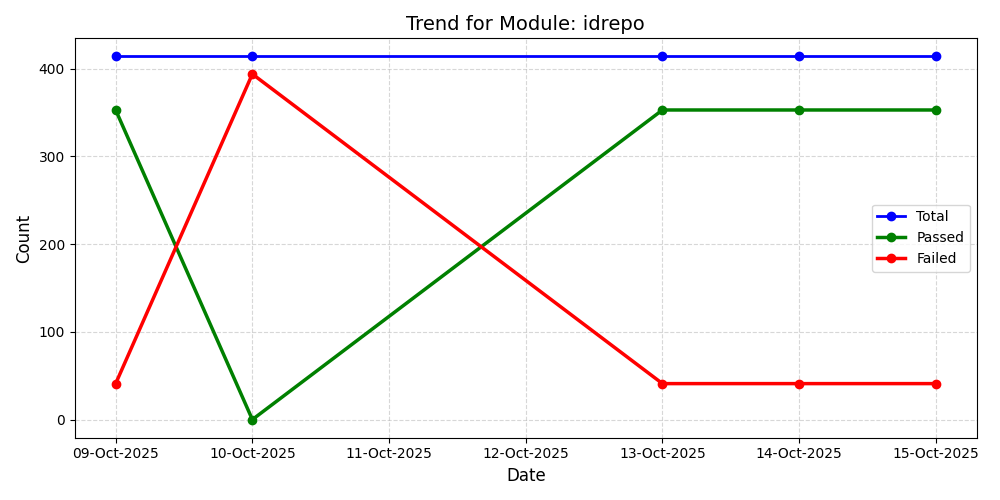 Trend for Module: idrepo
400
300
200
100
0
Count
Total
Passed
Failed
09-Oct-2025
10-Oct-2025
11-Oct-2025
12-Oct-2025
13-Oct-2025
14-Oct-2025
15-Oct-2025
Date